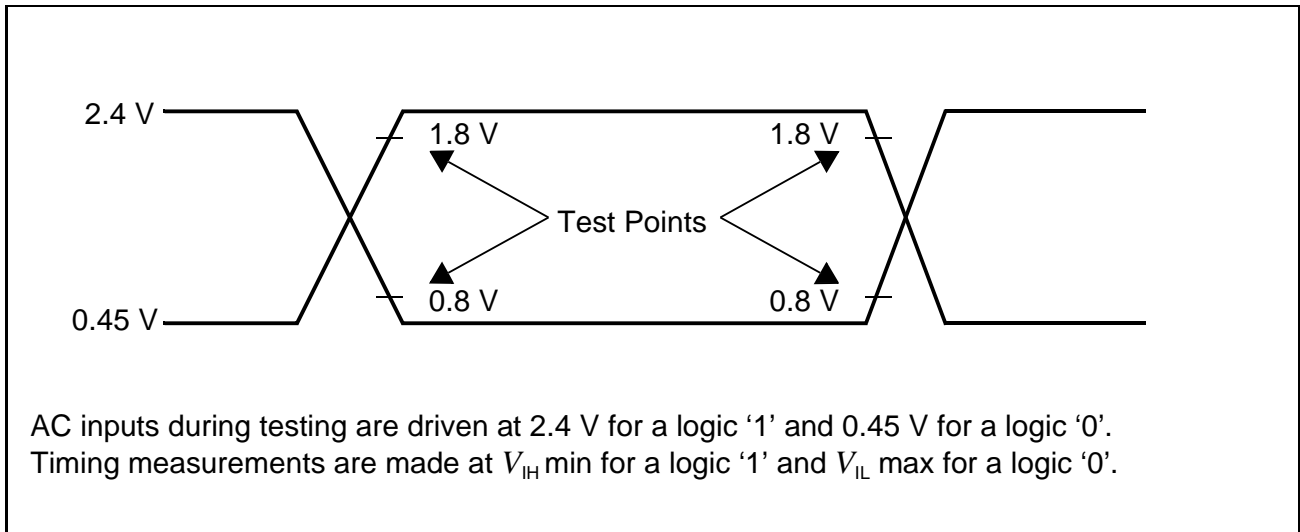 2.4 V
1.8 V
1.8 V
Test Points
0.8 V
0.8 V
0.45 V
AC inputs during testing are driven at 2.4 V for a logic ‘1’ and 0.45 V for a logic ‘0’.
Timing measurements are made at VIH min for a logic ‘1’ and VIL max for a logic ‘0’.